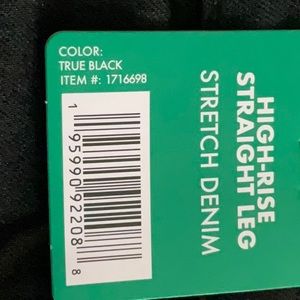 COLOR:
TRUE BLACK
ITEM #: 1716698
1 95990 92208 8
HIGH-RISE
STRAIGHT LEG
STRETCH DENIM